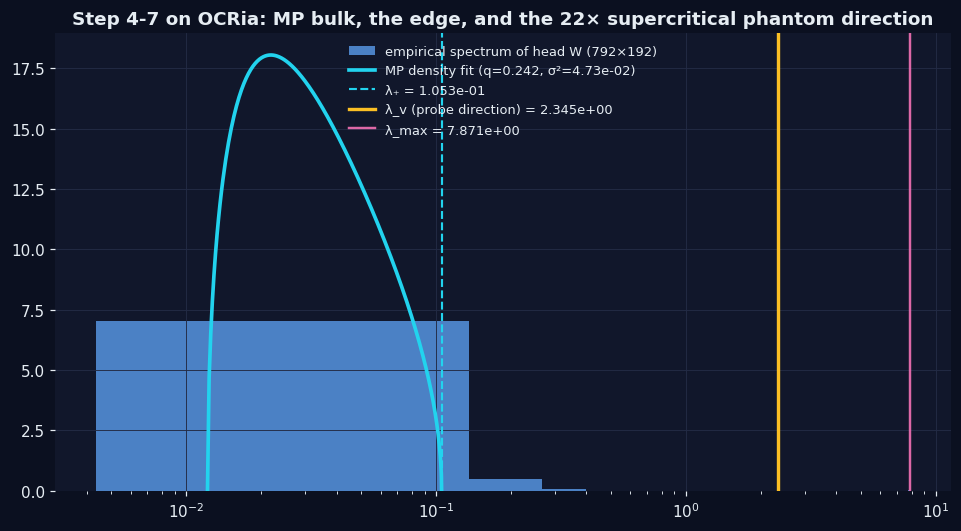 Step 4-7 on OCRia: MP bulk, the edge, and the 22× supercritical phantom direction
empirical spectrum of head W (792×192)
MP density fit (q=0.242, σ²=4.73e-02)
λ₊ = 1.053e-01
λ_v (probe direction) = 2.345e+00
λ_max = 7.871e+00
17.5
15.0
12.5
10.0
7.5
5.0
2.5
0.0
10⁻² 10⁻¹ 10⁰ 10¹